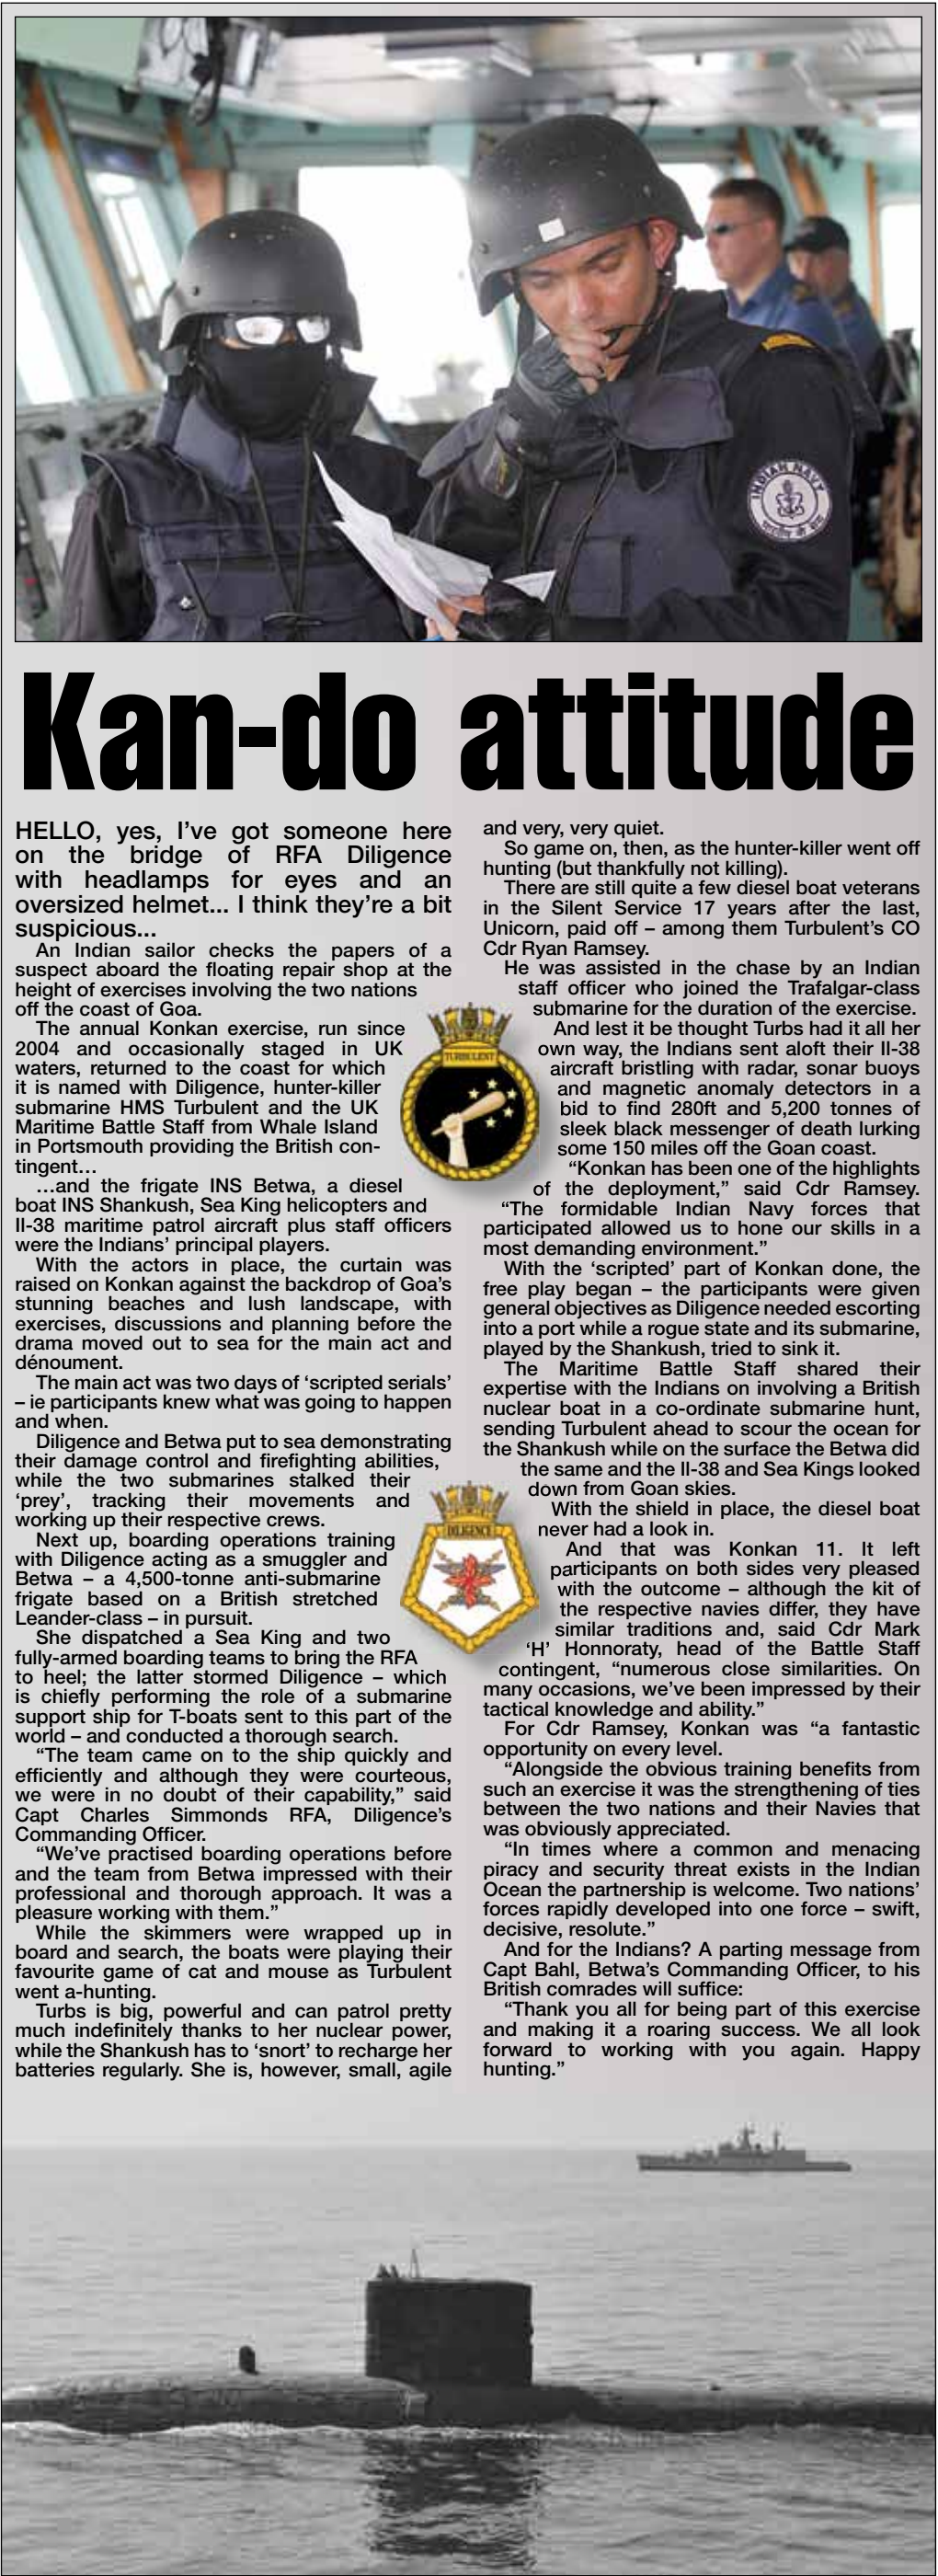 INDIAN NAVY
Kan-do attitude
HELLO, yes, I've got someone here
on the bridge of RFA Diligence
with headlamps for eyes and an
oversized helmet... I think they're a bit
suspicious...
An Indian sailor checks the papers of a
suspect aboard the floating repair shop at the
height of exercises involving the two nations
off the coast of Goa.
The annual Konkan exercise, run since
2004 and occasionally staged in UK
waters, returned to the coast for which
it is named with Diligence, hunter-killer
submarine HMS Turbulent and the UK
Maritime Battle Staff from Whale Island
in Portsmouth providing the British con-
tingent...
...and the frigate INS Betwa, a diesel
boat INS Shankush, Sea King helicopters and
Il-38 maritime patrol aircraft plus staff officers
were the Indians' principal players.
With the actors in place, the curtain was
raised on Konkan against the backdrop of Goa's
stunning beaches and lush landscape, with
exercises, discussions and planning before the
drama moved out to sea for the main act and
dénoument.
The main act was two days of 'scripted serials'
– ie participants knew what was going to happen
and when.
Diligence and Betwa put to sea demonstrating
their damage control and firefighting abilities,
while the two submarines stalked their
'prey', tracking their movements and
working up their respective crews.
Next up, boarding operations training
with Diligence acting as a smuggler and
Betwa – a 4,500-tonne anti-submarine
frigate based on a British stretched
Leander-class – in pursuit.
She dispatched a Sea King and two
fully-armed boarding teams to bring the RFA
to heel; the latter stormed Diligence – which
is chiefly performing the role of a submarine
support ship for T-boats sent to this part of the
world – and conducted a thorough search.
"The team came on to the ship quickly and
efficiently and although they were courteous,
we were in no doubt of their capability," said
Capt Charles Simmonds RFA, Diligence's
Commanding Officer.
"We've practised boarding operations before
and the team from Betwa impressed with their
professional and thorough approach. It was a
pleasure working with them."
While the skimmers were wrapped up in
board and search, the boats were playing their
favourite game of cat and mouse as Turbulent
went a-hunting.
Turbs is big, powerful and can patrol pretty
much indefinitely thanks to her nuclear power,
while the Shankush has to 'snort' to recharge her
batteries regularly. She is, however, small, agile
and very, very quiet.
So game on, then, as the hunter-killer went off
hunting (but thankfully not killing).
There are still quite a few diesel boat veterans
in the Silent Service 17 years after the last,
Unicorn, paid off – among them Turbulent's CO
Cdr Ryan Ramsey.
He was assisted in the chase by an Indian
staff officer who joined the Trafalgar-class
submarine for the duration of the exercise.
And lest it be thought Turbs had it all her
own way, the Indians sent aloft their Il-38
aircraft bristling with radar, sonar buoys
and magnetic anomaly detectors in a
bid to find 280ft and 5,200 tonnes of
sleek black messenger of death lurking
some 150 miles off the Goan coast.
"Konkan has been one of the highlights
of the deployment," said Cdr Ramsey.
"The formidable Indian Navy forces that
participated allowed us to hone our skills in a
most demanding environment."
With the 'scripted' part of Konkan done, the
free play began – the participants were given
general objectives as Diligence needed escorting
into a port while a rogue state and its submarine,
played by the Shankush, tried to sink it.
The Maritime Battle Staff shared their
expertise with the Indians on involving a British
nuclear boat in a co-ordinate submarine hunt,
sending Turbulent ahead to scour the ocean for
the Shankush while on the surface the Betwa did
the same and the Il-38 and Sea Kings looked
down from Goan skies.
With the shield in place, the diesel boat
never had a look in.
And that was Konkan 11. It left
participants on both sides very pleased
with the outcome – although the kit of
the respective navies differ, they have
similar traditions and, said Cdr Mark
'H' Honnoraty, head of the Battle Staff
contingent, "numerous close similarities. On
many occasions, we've been impressed by their
tactical knowledge and ability."
For Cdr Ramsey, Konkan was "a fantastic
opportunity on every level.
"Alongside the obvious training benefits from
such an exercise it was the strengthening of ties
between the two nations and their Navies that
was obviously appreciated.
"In times where a common and menacing
piracy and security threat exists in the Indian
Ocean the partnership is welcome. Two nations'
forces rapidly developed into one force – swift,
decisive, resolute."
And for the Indians? A parting message from
Capt Bahl, Betwa's Commanding Officer, to his
British comrades will suffice:
"Thank you all for being part of this exercise
and making it a roaring success. We all look
forward to working with you again. Happy
hunting."
TURBULENT
DILIGENCE